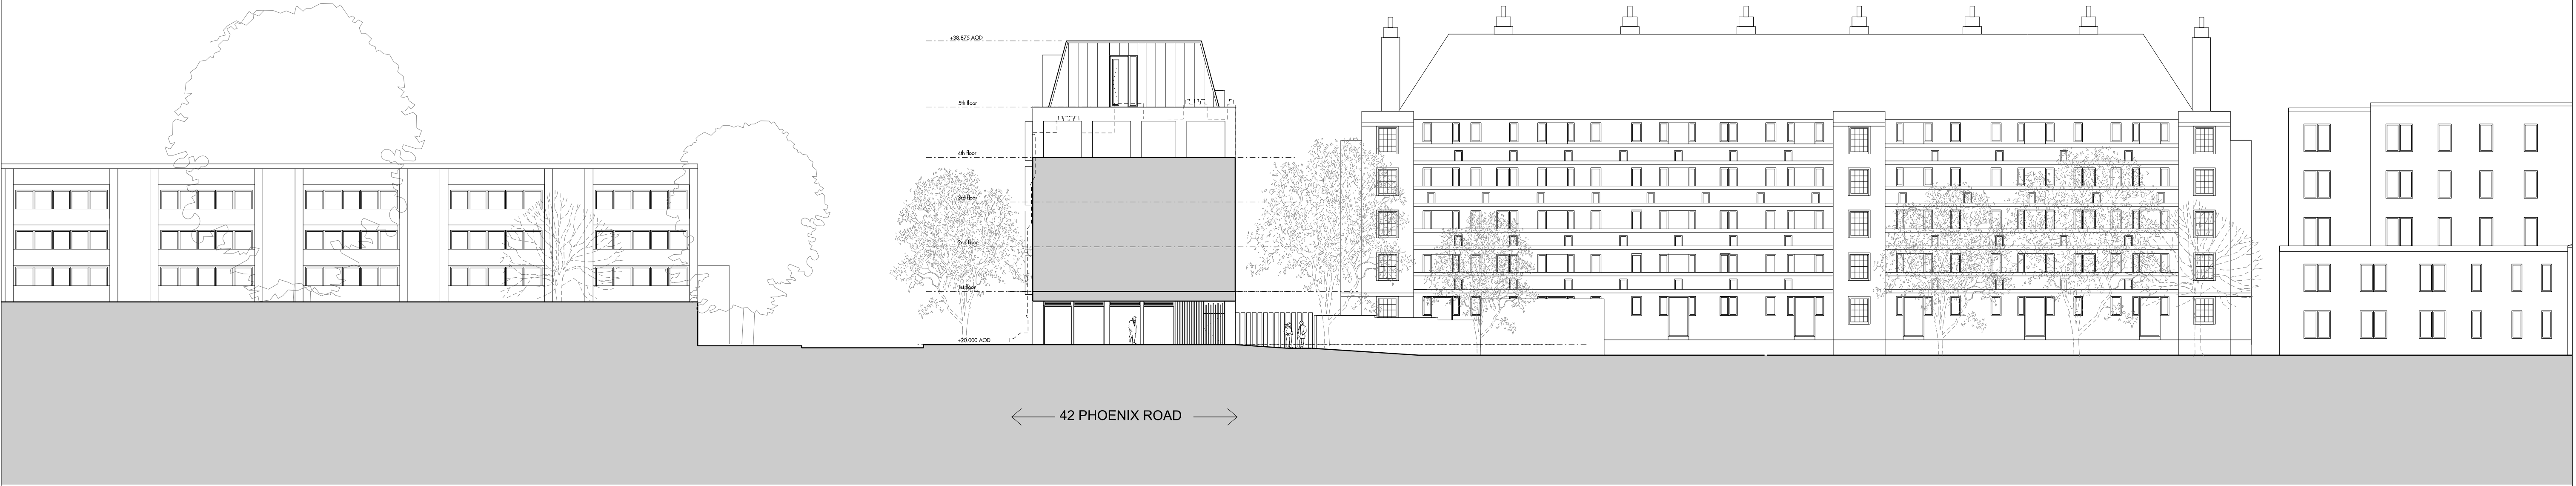 +38.875 AOD
5th floor
4th floor
3rd floor
2nd floor
1st floor
+20.000 AOD
42 PHOENIX ROAD